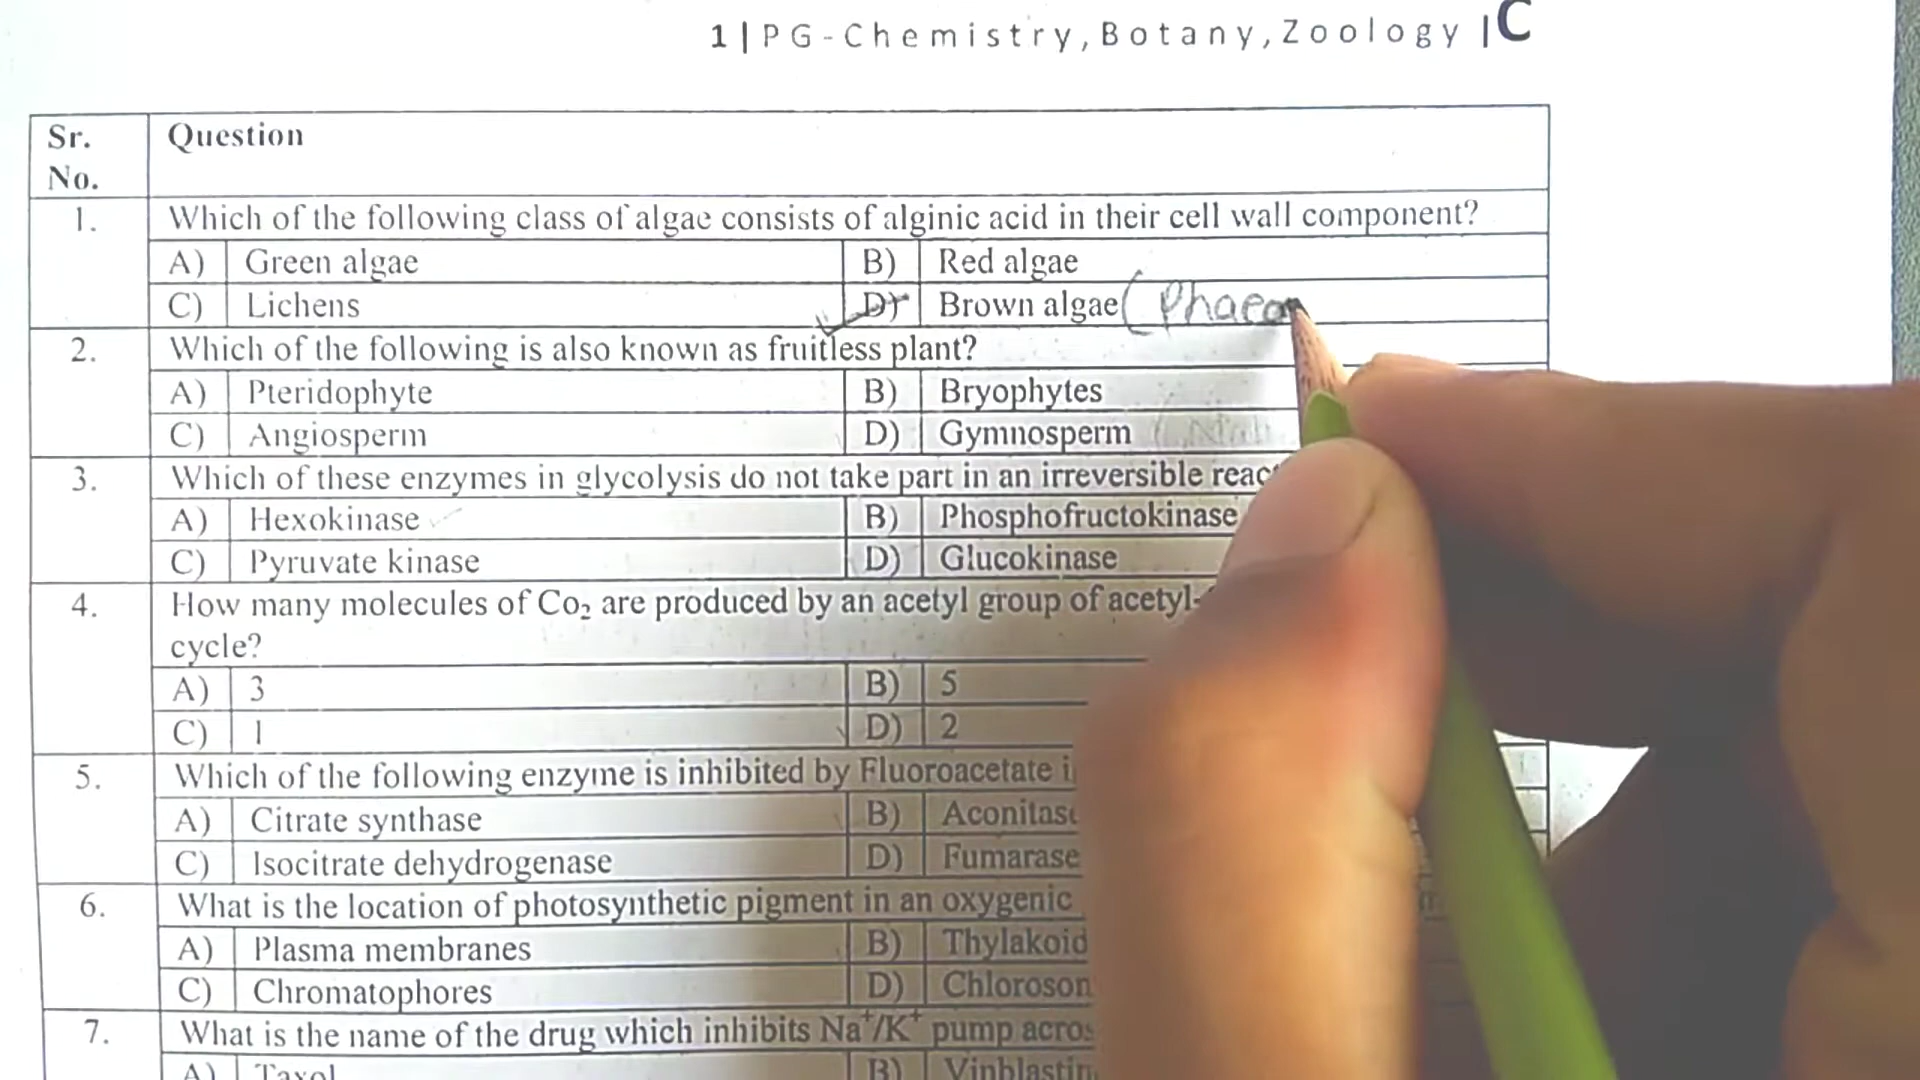 1|PG-Chemistry,Botany,Zoology |C
Sr. No. Question
1. Which of the following class of algae consists of alginic acid in their cell wall component?
A) Green algae B) Red algae
C) Lichens D) Brown algae (Phaeo
2. Which of the following is also known as fruitless plant?
A) Pteridophyte B) Bryophytes
C) Angiosperm D) Gymnosperm
3. Which of these enzymes in glycolysis do not take part in an irreversible reac
A) Hexokinase B) Phosphofructokinase
C) Pyruvate kinase D) Glucokinase
4. How many molecules of Co₂ are produced by an acetyl group of acetyl-
cycle?
A) 3 B) 5
C) 1 D) 2
5. Which of the following enzyme is inhibited by Fluoroacetate i
A) Citrate synthase B) Aconitas
C) Isocitrate dehydrogenase D) Fumarase
6. What is the location of photosynthetic pigment in an oxygenic
A) Plasma membranes B) Thylakoid
C) Chromatophores D) Chloroson
7. What is the name of the drug which inhibits Na⁺/K⁺ pump acros
A) Taxol B) Vinblastin